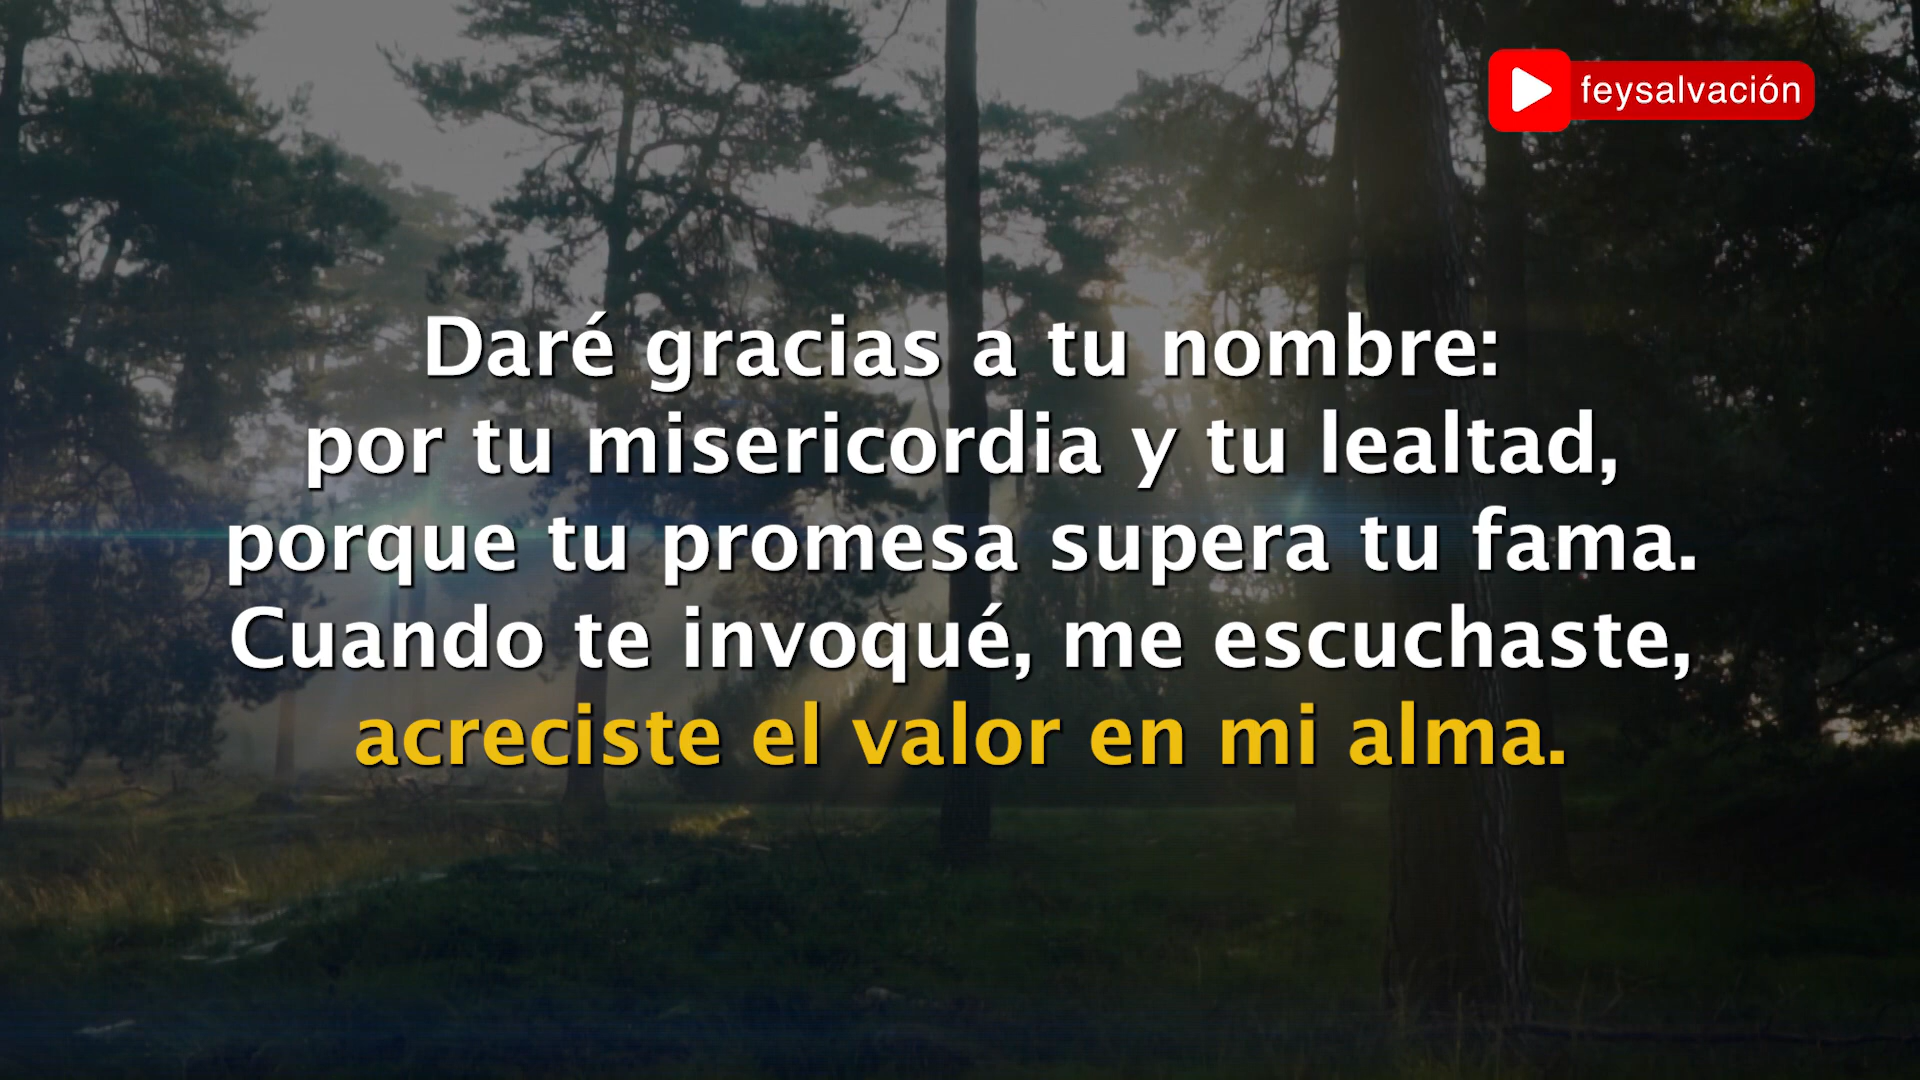 feysalvación
Daré gracias a tu nombre:
por tu misericordia y tu lealtad,
porque tu promesa supera tu fama.
Cuando te invoqué, me escuchaste,
acreciste el valor en mi alma.